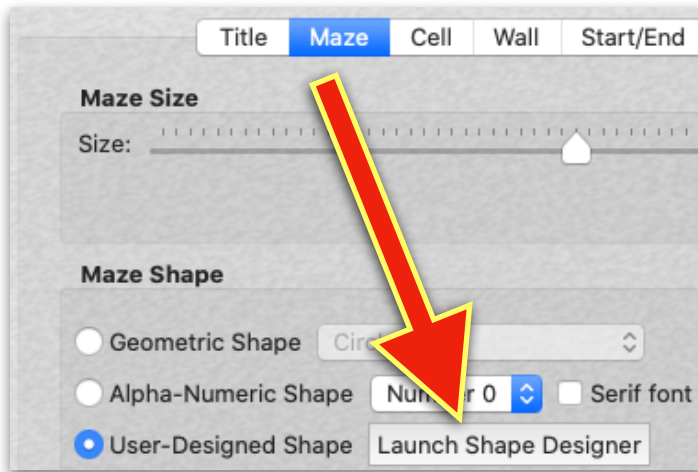 Title Maze Cell Wall Start/End
Maze Size
Size:
Maze Shape
Geometric Shape
Alpha-Numeric Shape 0 Serif font
User-Designed Shape Launch Shape Designer